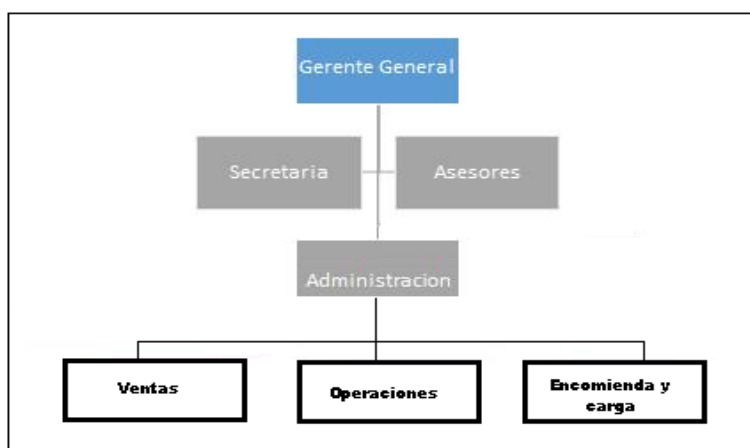 Gerente General
Secretaria
Asesores
Administracion
Ventas
Operaciones
Encomienda y
carga